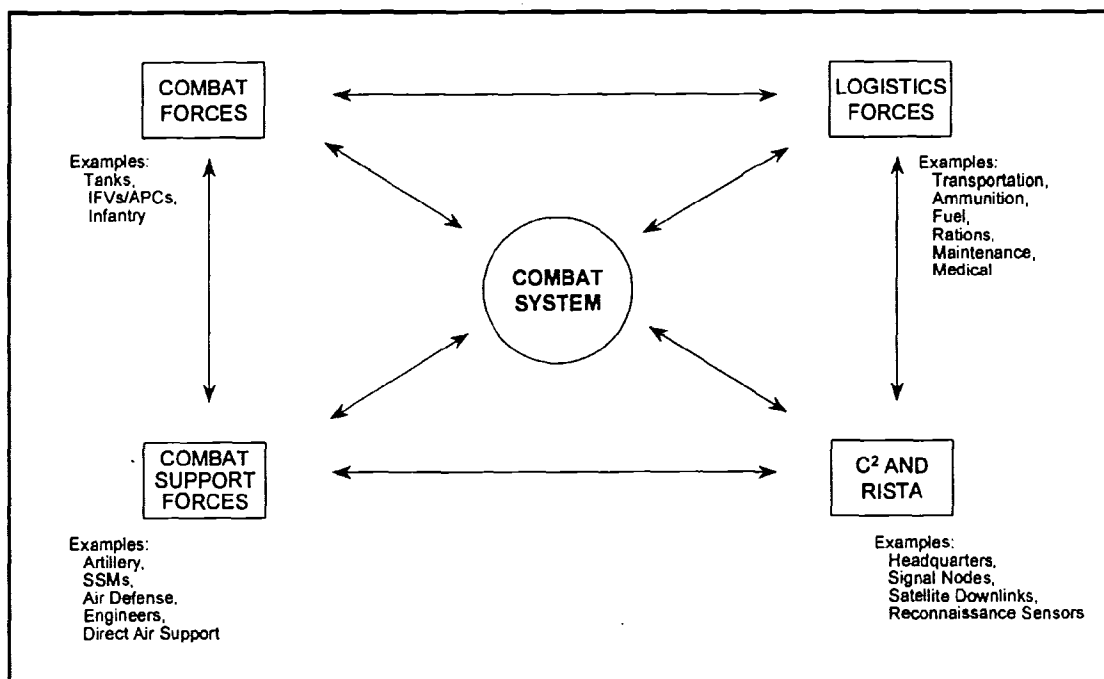 COMBAT
FORCES
Examples:
Tanks,
IFVs/APCs,
Infantry
LOGISTICS
FORCES
Examples:
Transportation,
Ammunition,
Fuel,
Rations,
Maintenance,
Medical
COMBAT
SYSTEM
COMBAT
SUPPORT
FORCES
Examples:
Artillery,
SSMs,
Air Defense,
Engineers,
Direct Air Support
C² AND
RISTA
Examples:
Headquarters,
Signal Nodes,
Satellite Downlinks,
Reconnaissance Sensors